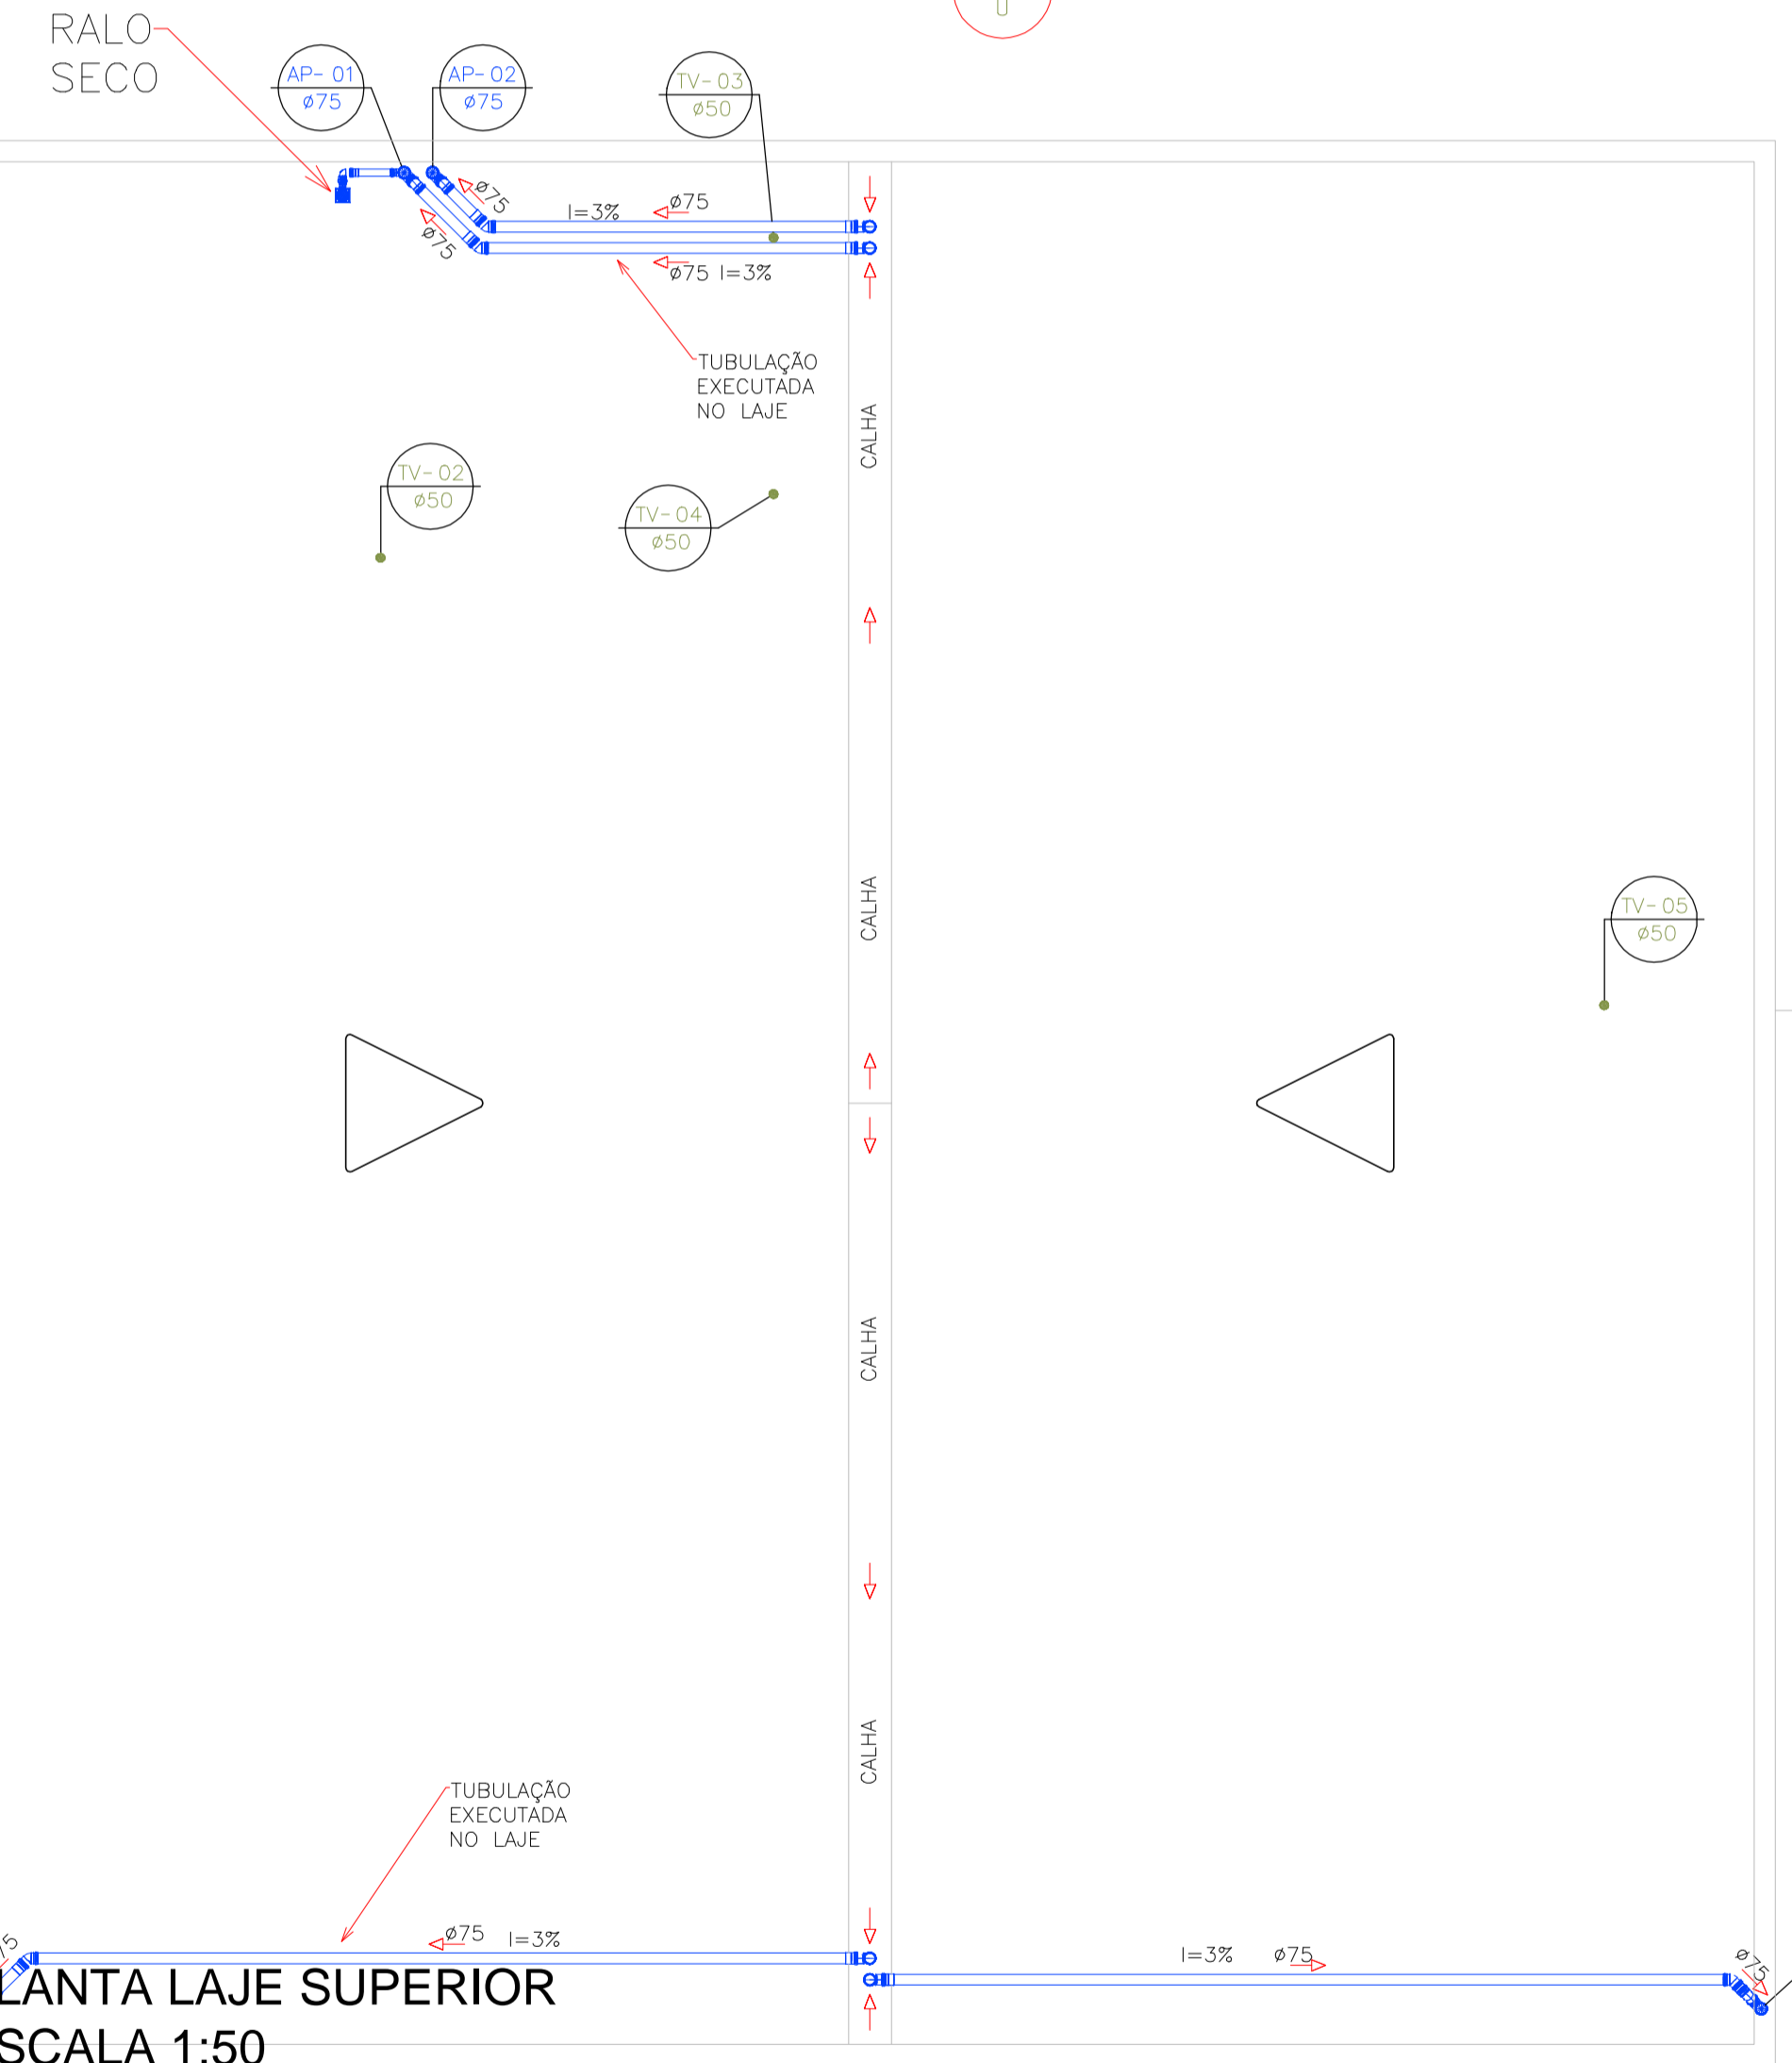 U
RALO
SECO
AP-01
ø75
AP-02
ø75
TV-03
ø50
ø75
I=3%
ø75
ø75
ø75 I=3%
TUBULAÇÃO
EXECUTADA
NO LAJE
CALHA
TV-02
ø50
TV-04
ø50
CALHA
TV-05
ø50
CALHA
CALHA
TUBULAÇÃO
EXECUTADA
NO LAJE
ø75 I=3%
I=3% ø75
ø75
75
LANTA LAJE SUPERIOR
SCALA 1:50